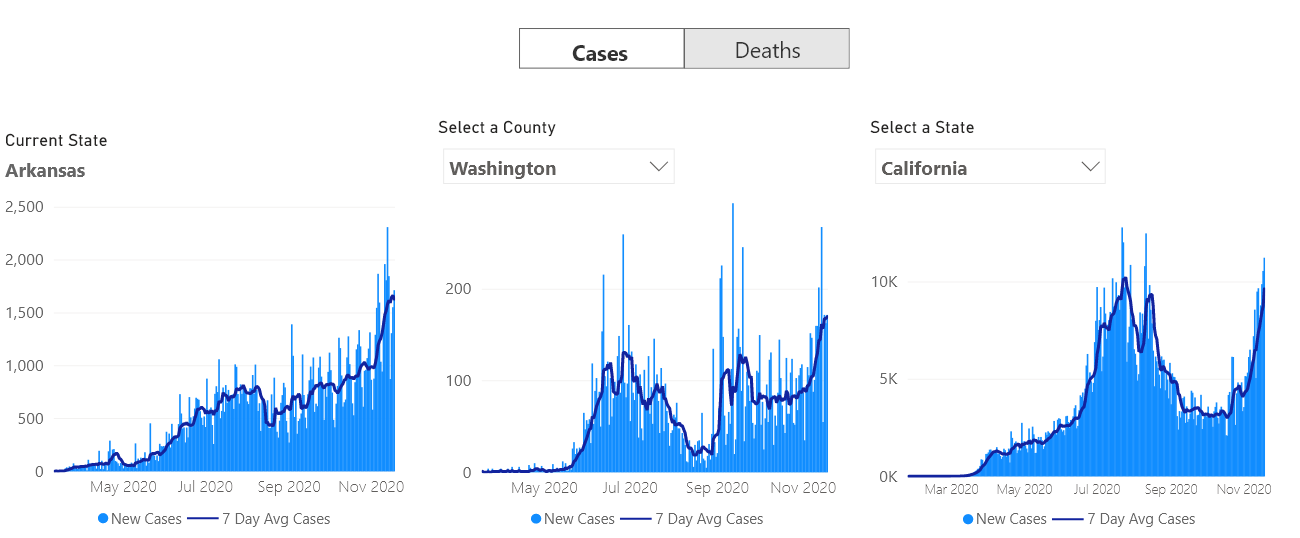 Cases
Deaths
Current State
Arkansas
2,500
2,000
1,500
1,000
500
0
May 2020
Jul 2020
Sep 2020
Nov 2020
New Cases
7 Day Avg Cases
Select a County
Washington
200
100
0
May 2020
Jul 2020
Sep 2020
Nov 2020
New Cases
7 Day Avg Cases
Select a State
California
10K
5K
0K
Mar 2020
May 2020
Jul 2020
Sep 2020
Nov 2020
New Cases
7 Day Avg Cases